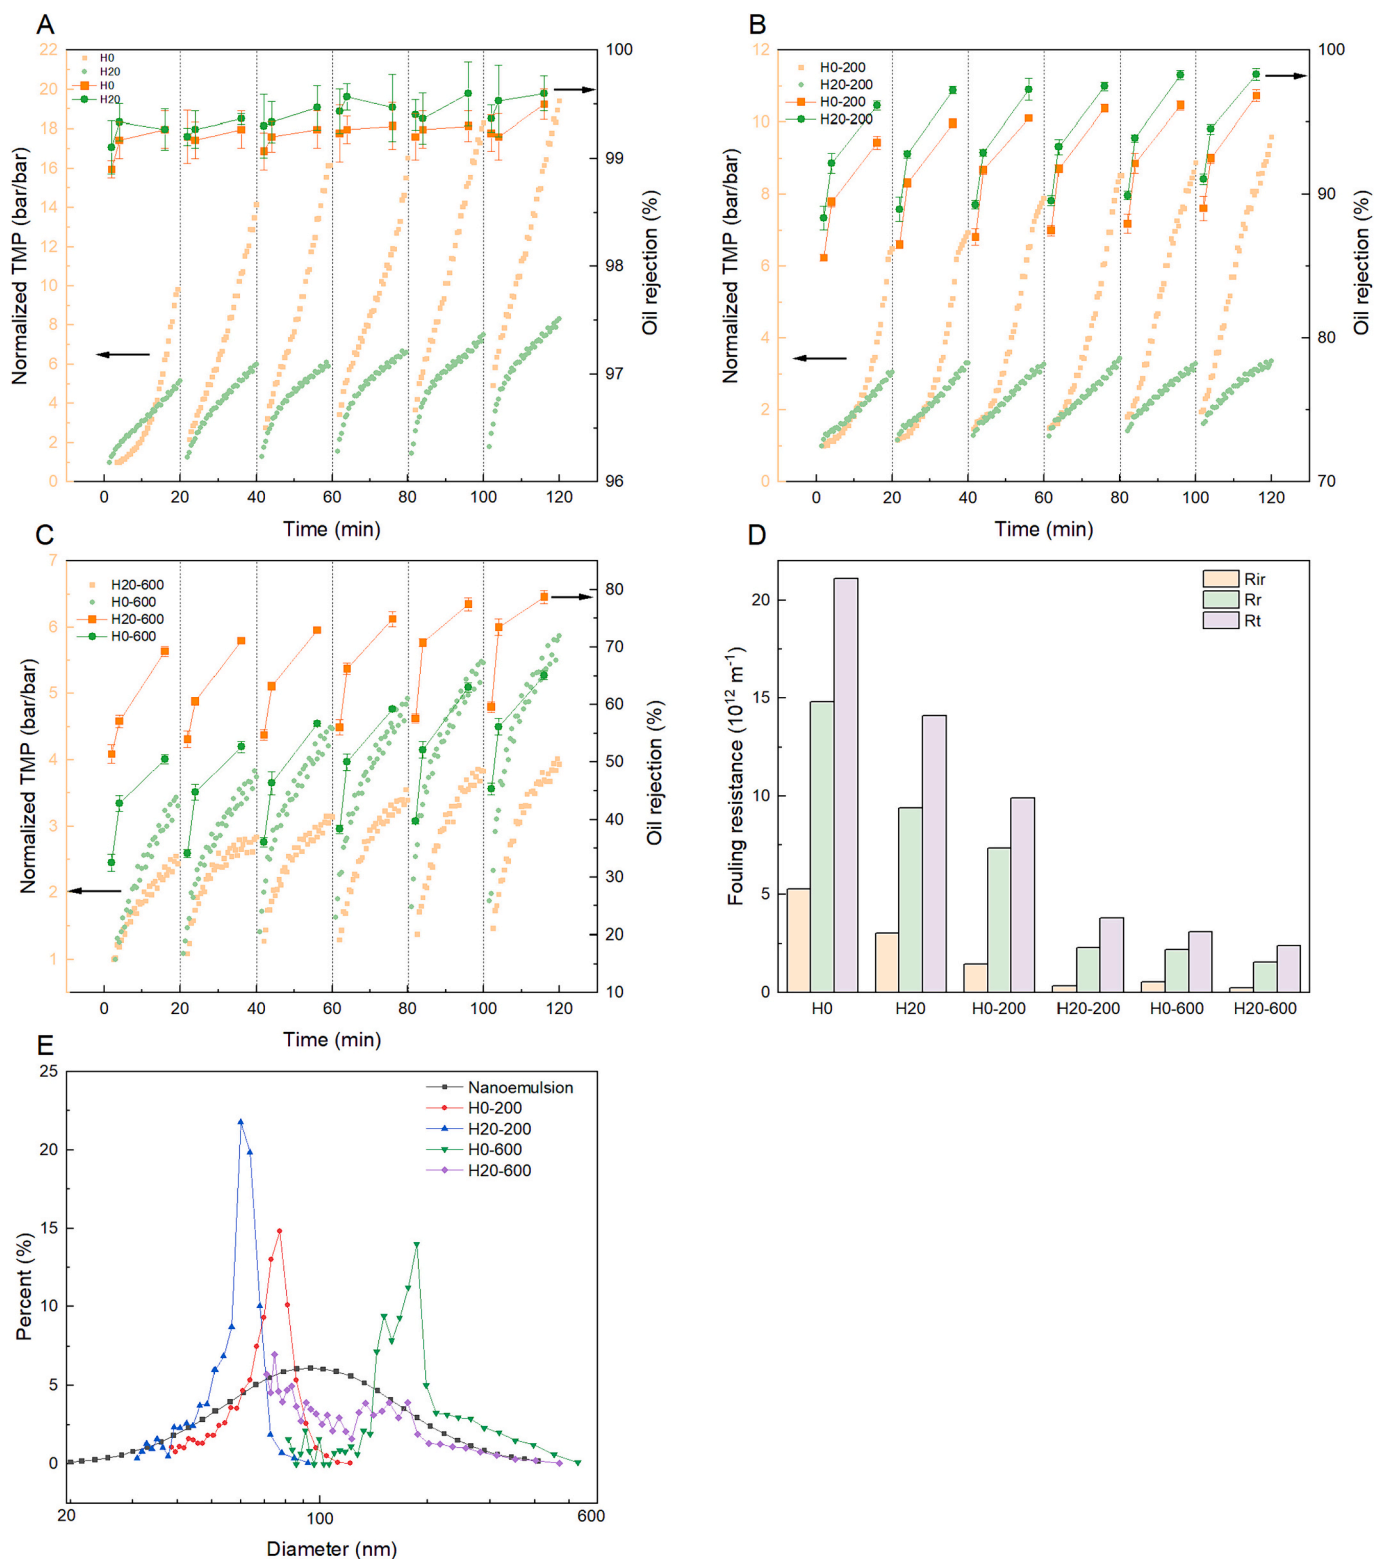 A
22
20
18
16
14
12
10
8
6
4
2
0
Normalized TMP (bar/bar)
H0
H20
H0
H20
100
99
98
97
96
Oil rejection (%)
0
20
40
60
80
100
120
Time (min)
B
12
10
8
6
4
2
0
Normalized TMP (bar/bar)
H0-200
H20-200
H0-200
H20-200
100
90
80
70
Oil rejection (%)
0
20
40
60
80
100
120
Time (min)
C
7
6
5
4
3
2
1
Normalized TMP (bar/bar)
H20-600
H0-600
H20-600
H0-600
80
70
60
50
40
30
20
10
Oil rejection (%)
0
20
40
60
80
100
120
Time (min)
D
20
15
10
5
0
Fouling resistance (10¹² m⁻¹)
Rir
Rr
Rt
H0
H20
H0-200
H20-200
H0-600
H20-600
E
25
20
15
10
5
0
Percent (%)
Nanoemulsion
H0-200
H20-200
H0-600
H20-600
20
100
600
Diameter (nm)